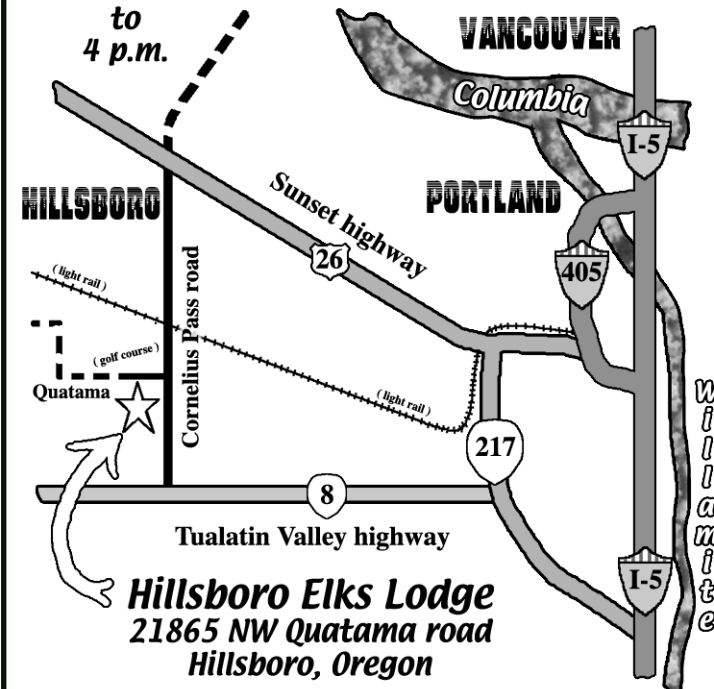 to
4 p.m.
VANCOUVER
Columbia
I-5
HILLSBORO
PORTLAND
Sunset highway
26
405
( light rail )
Cornelius Pass road
( golf course )
Quatama
( light rail )
217
Willamite
8
Tualatin Valley highway
I-5
Hillsboro Elks Lodge
21865 NW Quatama road
Hillsboro, Oregon